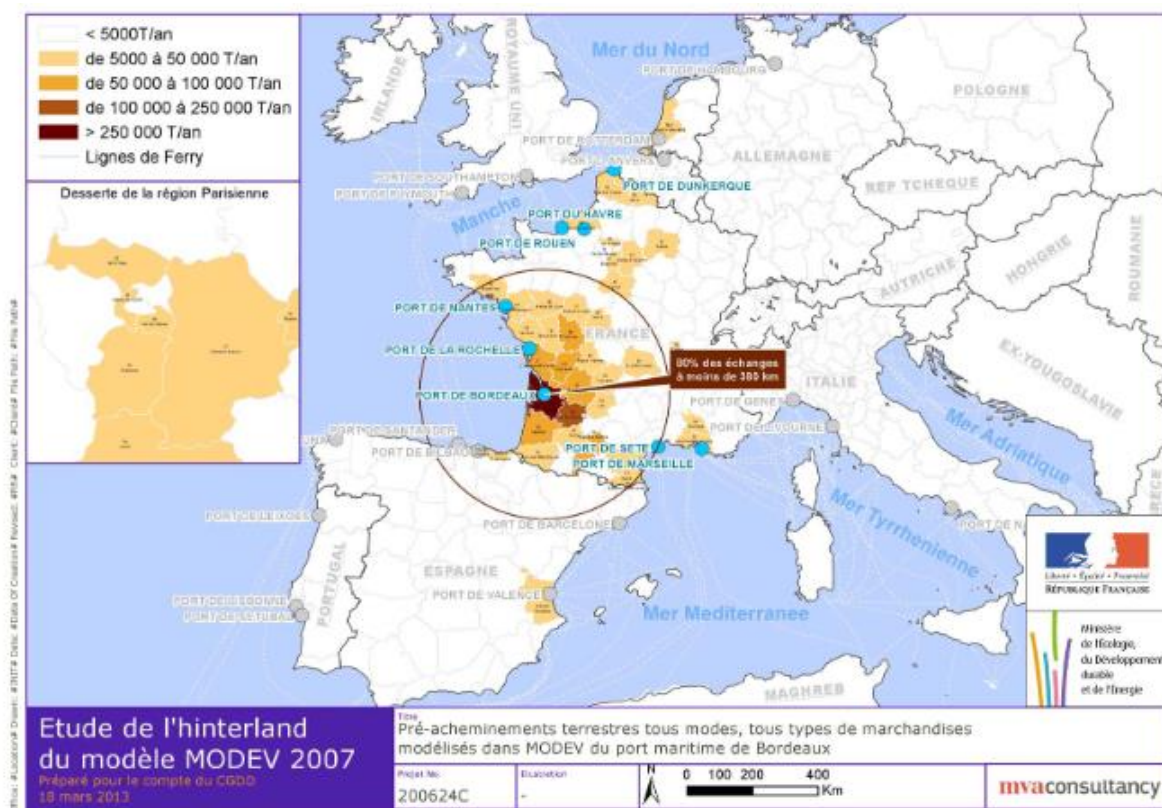 < 5000T/an
de 5000 à 50 000 T/an
de 50 000 à 100 000 T/an
de 100 000 à 250 000 T/an
> 250 000 T/an
Lignes de Ferry
Desserte de la région Parisienne
Mer du Nord
PORT DE HAMBOURG
IRLANDE
ROYAUME UNI
POLOGNE
PORT DE ROTTERDAM
ALLEMAGNE
PORT D'ANVERS
PORT DE SOUTHAMPTON
PORT DE DUNKERQUE
REP TCHEQUE
PORT DE PLYMOUTH
Manche
PORT DU HAVRE
PORT DE ROUEN
AUTRICHE
HONGRIE
ROUMANIE
PORT DE NANTES
FRANCE
PORT DE LA ROCHELLE
80% des échanges
à moins de 380 km
EX-YOUGOSLAVIE
ITALIE
PORT DE BORDEAUX
PORT DE GENES
PORT DE SANTANDER
PORT DE LIVOURNE
PORT DE BILBAO
PORT DE SETE
PORT DE MARSEILLE
Mer Adriatique
PORT DE LEIXOES
PORT DE BARCELONE
Mer Tyrrhenienne
PORT DE N
PORTUGAL
ESPAGNE
PORT DE VALENCE
PORT DE LISBONNE
PORT DE SETUBAL
Mer Mediterranee
MAGHREB
Liberté • Égalité • Fraternité
RÉPUBLIQUE FRANÇAISE
Ministère
de l'Écologie,
du Développement
durable
et de l'Énergie
Etude de l'hinterland
du modèle MODEV 2007
Préparé pour le compte du CGDD
18 mars 2013
Titre
Pré-acheminements terrestres tous modes, tous types de marchandises
modélisés dans MODEV du port maritime de Bordeaux
Projet No
200624C
-
N
0 100 200 400
Km
mvaconsultancy